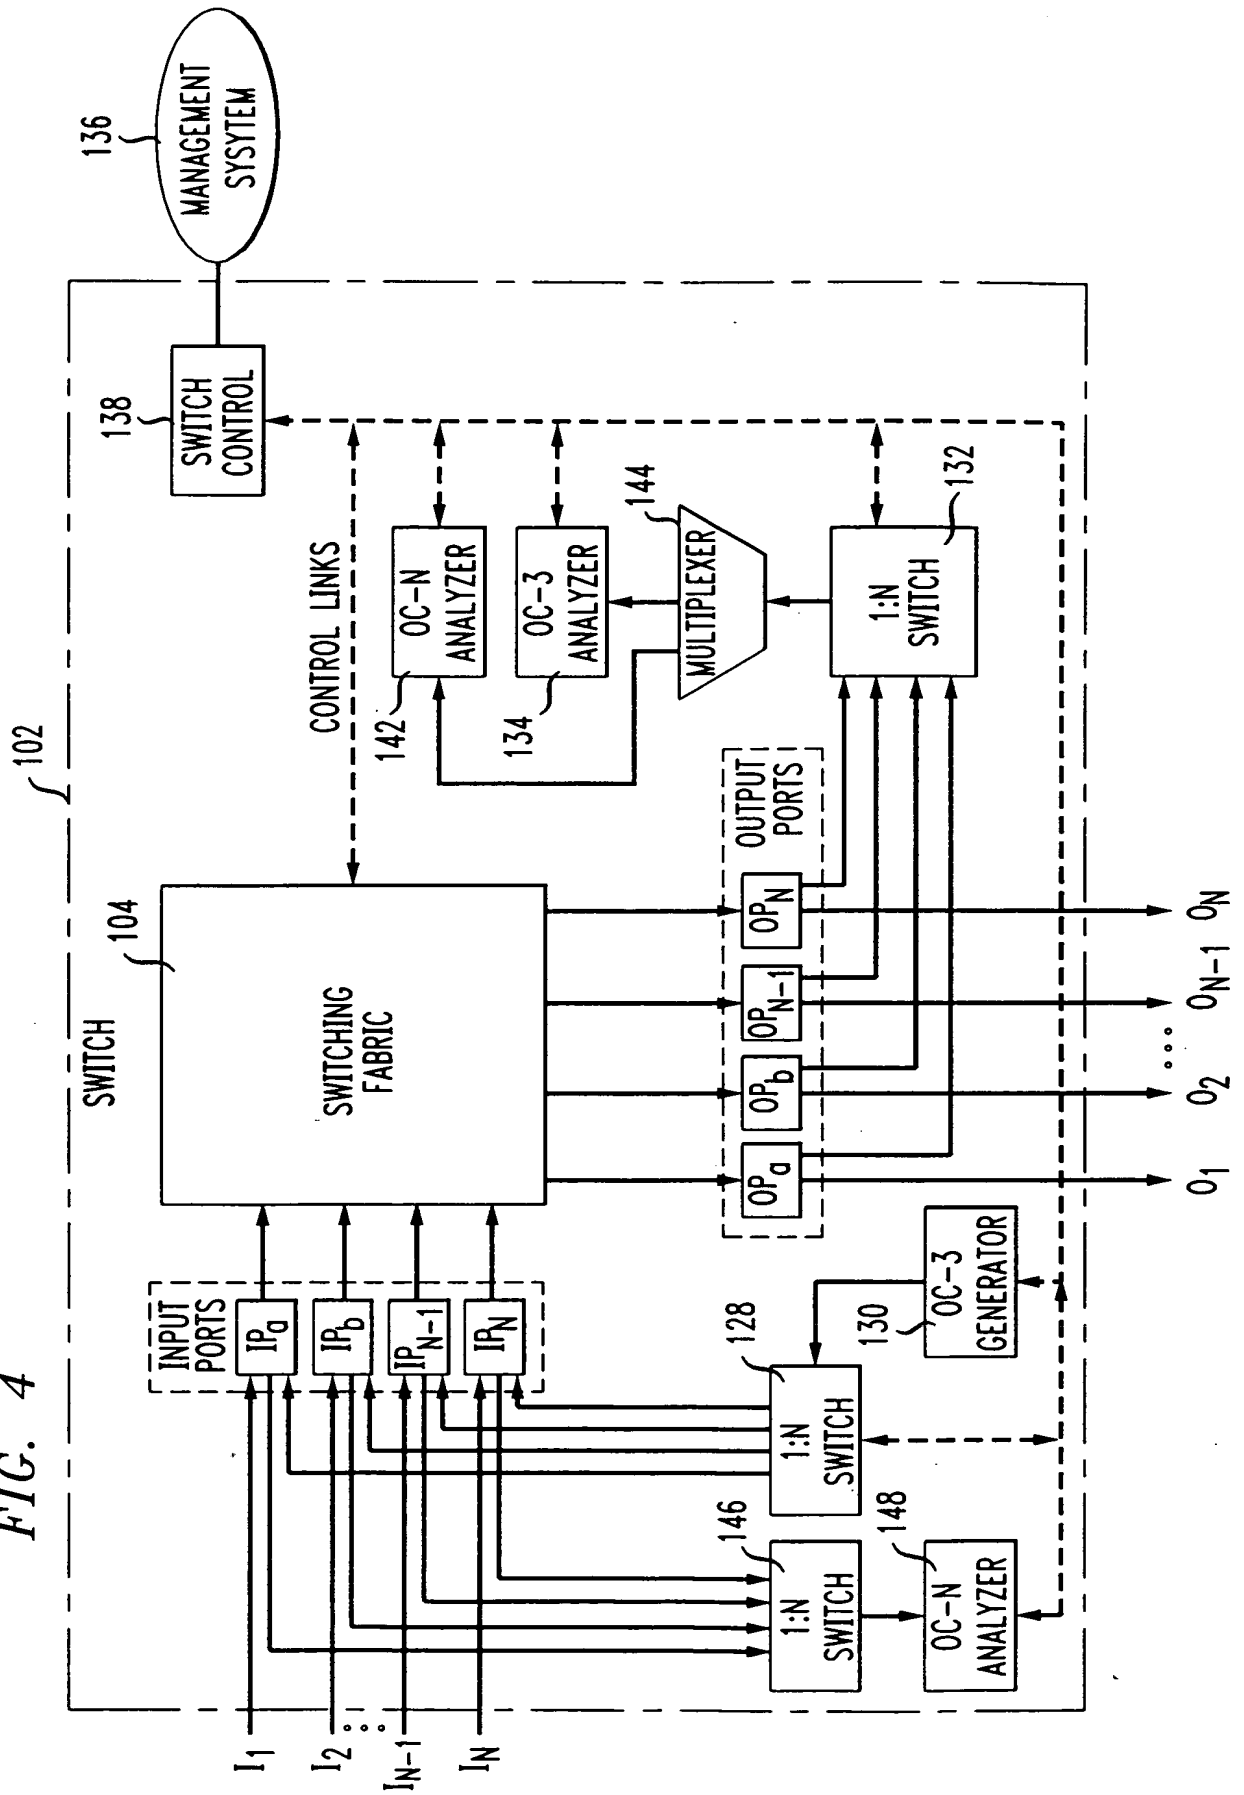 FIG. 4
SWITCH
102
136
MANAGEMENT
SYSYTEM
138
SWITCH
CONTROL
INPUT
PORTS
I1
I2
IN-1
IN
IPa
IPb
IPN-1
IPN
104
SWITCHING
FABRIC
CONTROL LINKS
142
OC-N
ANALYZER
134
OC-3
ANALYZER
144
MULTIPLEXER
132
1:N
SWITCH
OUTPUT
PORTS
OPa
OPb
OPN-1
OPN
146
1:N
SWITCH
128
1:N
SWITCH
148
OC-N
ANALYZER
130
OC-3
GENERATOR
O1
O2
ON-1
ON